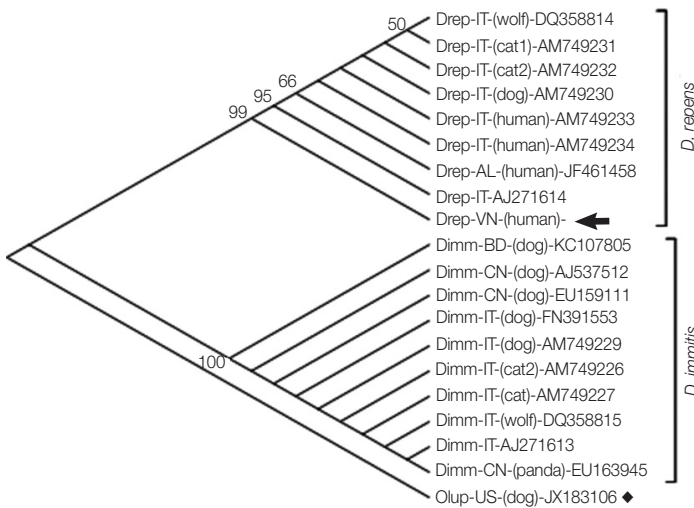 50
Drep-IT-(wolf)-DQ358814
Drep-IT-(cat1)-AM749231
Drep-IT-(cat2)-AM749232
66
Drep-IT-(dog)-AM749230
95
Drep-IT-(human)-AM749233
99
Drep-IT-(human)-AM749234
Drep-AL-(human)-JF461458
Drep-IT-AJ271614
Drep-VN-(human)-
D. repens
Dimm-BD-(dog)-KC107805
Dimm-CN-(dog)-AJ537512
Dimm-CN-(dog)-EU159111
Dimm-IT-(dog)-FN391553
Dimm-IT-(dog)-AM749229
100
Dimm-IT-(cat2)-AM749226
Dimm-IT-(cat)-AM749227
Dimm-IT-(wolf)-DQ358815
Dimm-IT-AJ271613
Dimm-CN-(panda)-EU163945
D. immitis
Olup-US-(dog)-JX183106 ◆